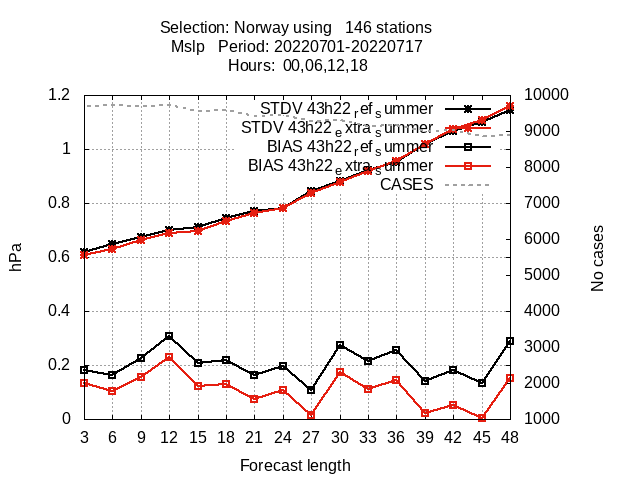 Selection: Norway using   146 stations
Mslp   Period: 20220701-20220717
Hours:  00,06,12,18
STDV 43h22_ref_summer
STDV 43h22_extra_summer
BIAS 43h22_ref_summer
BIAS 43h22_extra_summer
CASES
1.2
1
0.8
0.6
0.4
0.2
0
hPa
10000
9000
8000
7000
6000
5000
4000
3000
2000
1000
No cases
3 6 9 12 15 18 21 24 27 30 33 36 39 42 45 48
Forecast length